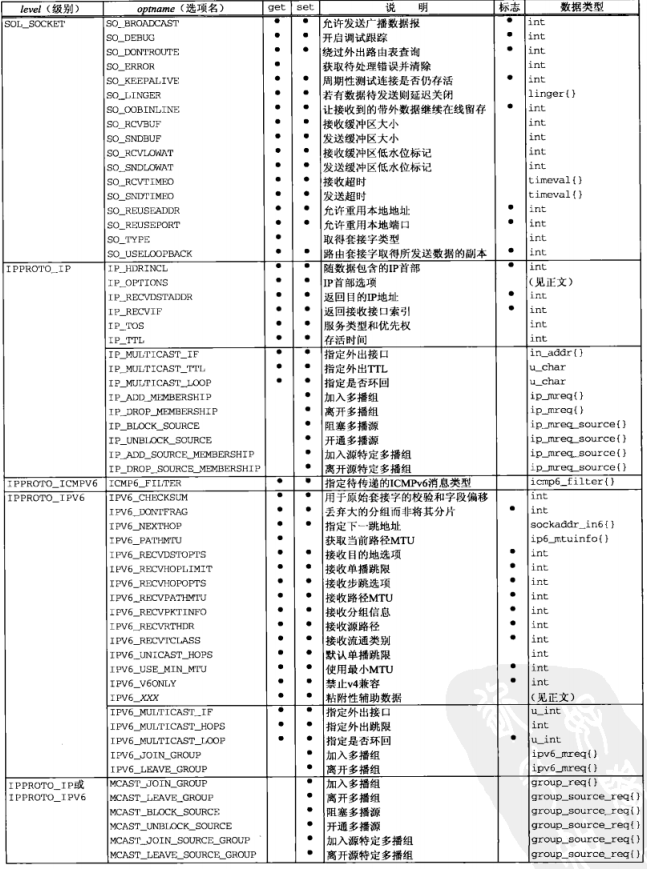 level（级别） optname（选项名） get set 说 明 标志 数据类型
SOL_SOCKET SO_BROADCAST • • 允许发送广播数据报 • int
SO_DEBUG • • 开启调试跟踪 • int
SO_DONTROUTE • • 绕过外出路由表查询 • int
SO_ERROR • 获取待处理错误并清除 int
SO_KEEPALIVE • • 周期性测试连接是否仍存活 • int
SO_LINGER • • 若有数据待发送则延迟关闭 linger{}
SO_OOBINLINE • • 让接收到的带外数据继续在线留存 • int
SO_RCVBUF • • 接收缓冲区大小 int
SO_SNDBUF • • 发送缓冲区大小 int
SO_RCVLOWAT • • 接收缓冲区低水位标记 int
SO_SNDLOWAT • • 发送缓冲区低水位标记 int
SO_RCVTIMEO • • 接收超时 timeval{}
SO_SNDTIMEO • • 发送超时 timeval{}
SO_REUSEADDR • • 允许重用本地地址 • int
SO_REUSEPORT • • 允许重用本地端口 • int
SO_TYPE • 取得套接字类型 int
SO_USELOOPBACK • • 路由套接字取得所发送数据的副本 • int
IPPROTO_IP IP_HDRINCL • • 随数据包含的IP首部 • int
IP_OPTIONS • • IP首部选项 （见正文）
IP_RECVDSTADDR • • 返回目的IP地址 • int
IP_RECVIF • • 返回接收接口索引 • int
IP_TOS • • 服务类型和优先权 int
IP_TTL • • 存活时间 int
IP_MULTICAST_IF • • 指定外出接口 in_addr{}
IP_MULTICAST_TTL • • 指定外出TTL u_char
IP_MULTICAST_LOOP • • 指定是否环回 u_char
IP_ADD_MEMBERSHIP • 加入多播组 ip_mreq{}
IP_DROP_MEMBERSHIP • 离开多播组 ip_mreq{}
IP_BLOCK_SOURCE • 阻塞多播源 ip_mreq_source{}
IP_UNBLOCK_SOURCE • 开通多播源 ip_mreq_source{}
IP_ADD_SOURCE_MEMBERSHIP • 加入源特定多播组 ip_mreq_source{}
IP_DROP_SOURCE_MEMBERSHIP • 离开源特定多播组 ip_mreq_source{}
IPPROTO_ICMPV6 ICMP6_FILTER • • 指定待传递的ICMPv6消息类型 icmp6_filter{}
IPPROTO_IPV6 IPV6_CHECKSUM • • 用于原始套接字的校验和字段偏移 int
IPV6_DONTFRAG • • 丢弃大的分组而非将其分片 • int
IPV6_NEXTHOP • • 指定下一跳地址 sockaddr_in6{}
IPV6_PATHMTU • 获取当前路径MTU ip6_mtuinfo{}
IPV6_RECVDSTOPTS • • 接收目的地选项 • int
IPV6_RECVHOPLIMIT • • 接收单播跳限 • int
IPV6_RECVHOPOPTS • • 接收步跳选项 • int
IPV6_RECVPATHMTU • • 接收路径MTU • int
IPV6_RECVPKTINFO • • 接收分组信息 • int
IPV6_RECVRTHDR • • 接收源路径 • int
IPV6_RECVTCLASS • • 接收流通类别 • int
IPV6_UNICAST_HOPS • • 默认单播跳限 int
IPV6_USE_MIN_MTU • • 使用最小MTU • int
IPV6_V6ONLY • • 禁止v4兼容 • int
IPV6_XXX • • 粘附性辅助数据 （见正文）
IPV6_MULTICAST_IF • • 指定外出接口 u_int
IPV6_MULTICAST_HOPS • • 指定外出跳限 int
IPV6_MULTICAST_LOOP • • 指定是否环回 • u_int
IPV6_JOIN_GROUP • 加入多播组 ipv6_mreq{}
IPV6_LEAVE_GROUP • 离开多播组 ipv6_mreq{}
IPPROTO_IP或 MCAST_JOIN_GROUP • 加入多播组 group_req{}
IPPROTO_IPV6 MCAST_LEAVE_GROUP • 离开多播组 group_source_req{}
MCAST_BLOCK_SOURCE • 阻塞多播源 group_source_req{}
MCAST_UNBLOCK_SOURCE • 开通多播源 group_source_req{}
MCAST_JOIN_SOURCE_GROUP • 加入源特定多播组 group_source_req{}
MCAST_LEAVE_SOURCE_GROUP • 离开源特定多播组 group_source_req{}